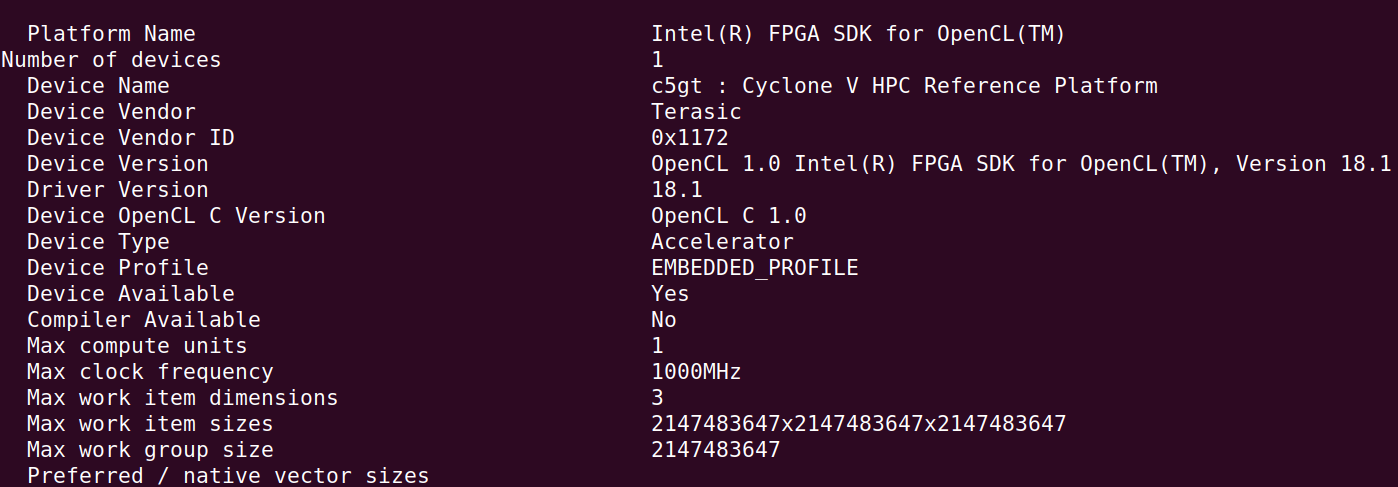 Platform Name Intel(R) FPGA SDK for OpenCL(TM)
Number of devices 1
Device Name c5gt : Cyclone V HPC Reference Platform
Device Vendor Terasic
Device Vendor ID 0x1172
Device Version OpenCL 1.0 Intel(R) FPGA SDK for OpenCL(TM), Version 18.1
Driver Version 18.1
Device OpenCL C Version OpenCL C 1.0
Device Type Accelerator
Device Profile EMBEDDED_PROFILE
Device Available Yes
Compiler Available No
Max compute units 1
Max clock frequency 1000MHz
Max work item dimensions 3
Max work item sizes 2147483647x2147483647x2147483647
Max work group size 2147483647
Preferred / native vector sizes